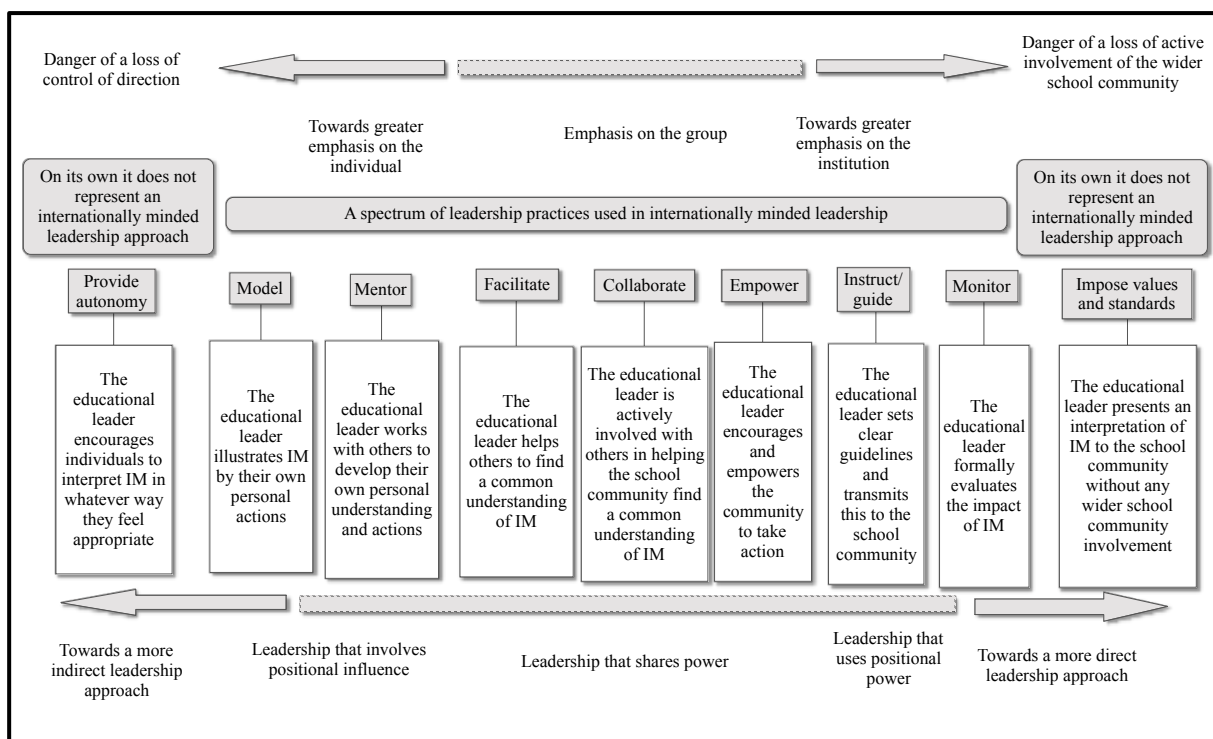 Danger of a loss of
control of direction
Danger of a loss of active
involvement of the wider
school community
Towards greater
emphasis on the
individual
Emphasis on the group
Towards greater
emphasis on the
institution
On its own it does not
represent an
internationally minded
leadership approach
A spectrum of leadership practices used in internationally minded leadership
On its own it does not
represent an
internationally minded
leadership approach
Provide
autonomy
Model
Mentor
Facilitate
Collaborate
Empower
Instruct/
guide
Monitor
Impose values
and standards
The
educational
leader
encourages
individuals to
interpret IM in
whatever way
they feel
appropriate
The
educational
leader
illustrates IM
by their own
personal
actions
The
educational
leader works
with others to
develop their
own personal
understanding
and actions
The
educational
leader helps
others to find
a common
understanding
of IM
The educational
leader is
actively
involved with
others in helping
the school
community find
a common
understanding
of IM
The
educational
leader
encourages
and
empowers
the
community
to take
action
The
educational
leader sets
clear
guidelines
and
transmits
this to the
school
community
The
educational
leader
formally
evaluates
the impact
of IM
The educational
leader presents an
interpretation of
IM to the school
community
without any
wider school
community
involvement
Towards a more
indirect leadership
approach
Leadership that involves
positional influence
Leadership that shares power
Leadership that
uses positional
power
Towards a more direct
leadership approach